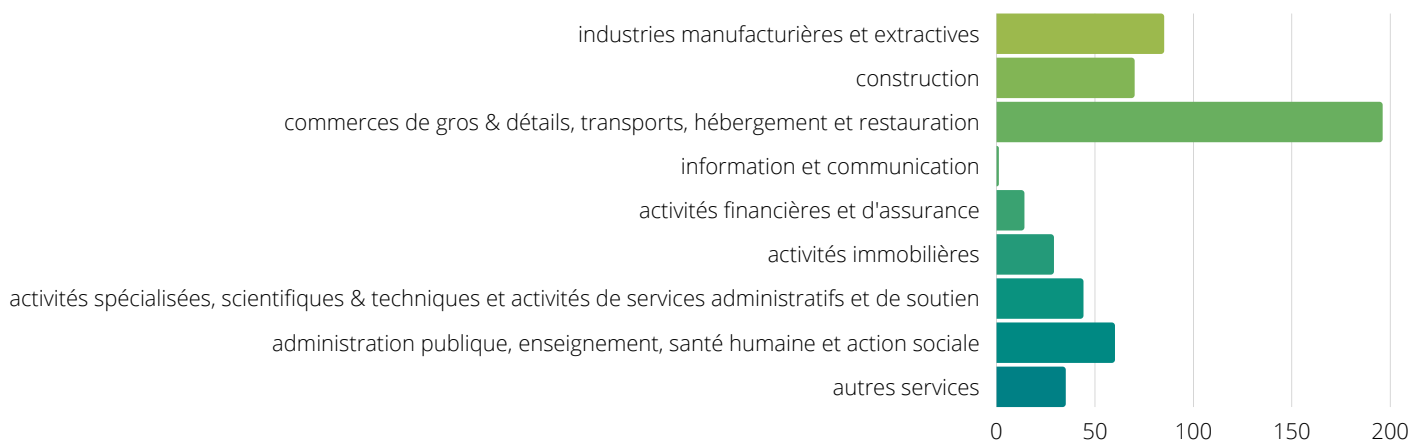 industries manufacturières et extractives
construction
commerces de gros & détails, transports, hébergement et restauration
information et communication
activités financières et d'assurance
activités immobilières
activités spécialisées, scientifiques & techniques et activités de services administratifs et de soutien
administration publique, enseignement, santé humaine et action sociale
autres services
0 50 100 150 200